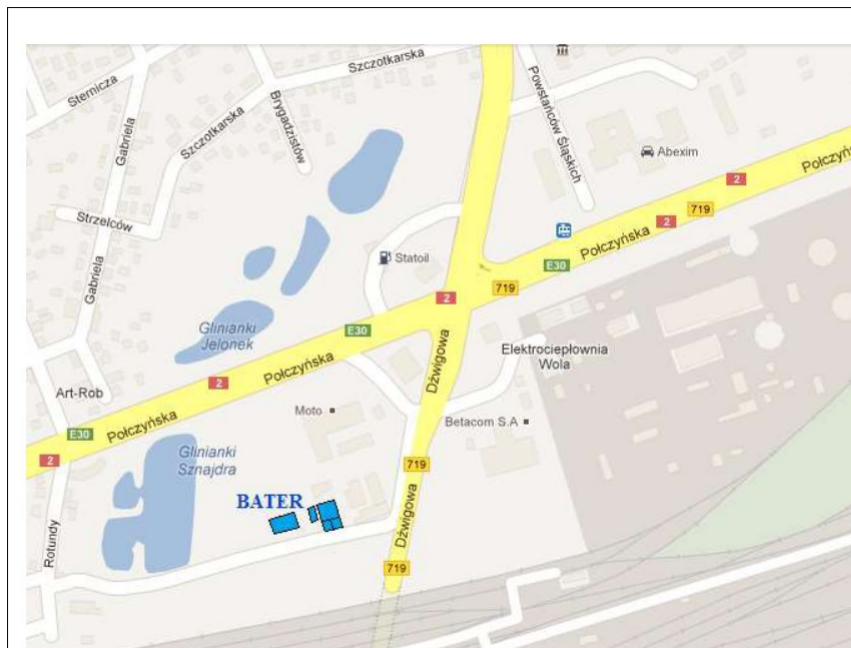 Szczotkarska
Sternicza
Brygadzistów
Powstańców Śląskich
Gabriela
Szczotkarska
Abexim
Połczyń
2
719
2
Strzelców
Połczyńska
Statoil
E30
Gabriela
719
2
E30
Glinianki
Jelonek
Dźwigowa
Elektrociepłownia
Wola
Połczyńska
2
Art-Rob
Moto
Betacom S.A
Połczyńska
E30
2
Glinianki
Sznajdra
719
BATER
Dźwigowa
Rotundy
719